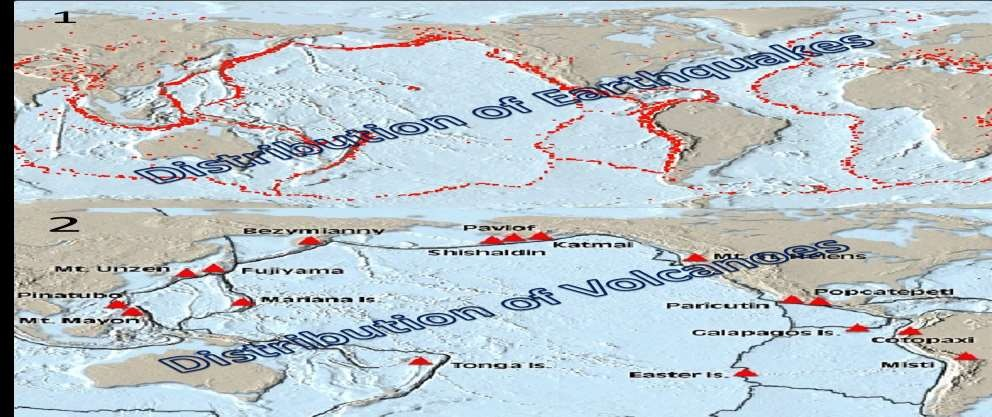 1
Distribution of Earthquakes
2
Bezymianny
Pavlof
Shishaldin
Katmai
Mt. Unzen
Fujiyama
Mt.
Pinatubo
Mariana Is.
Mt. Mayon
Paricutin
Popocatepetl
Distribution of Volcanoes
Galapagos Is.
Cotopaxi
Tonga Is.
Easter Is.
Misti